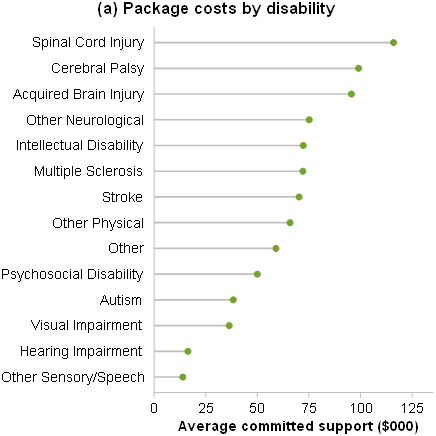 (a) Package costs by disability
Spinal Cord Injury
Cerebral Palsy
Acquired Brain Injury
Other Neurological
Intellectual Disability
Multiple Sclerosis
Stroke
Other Physical
Other
Psychosocial Disability
Autism
Visual Impairment
Hearing Impairment
Other Sensory/Speech
0 25 50 75 100 125
Average committed support ($000)